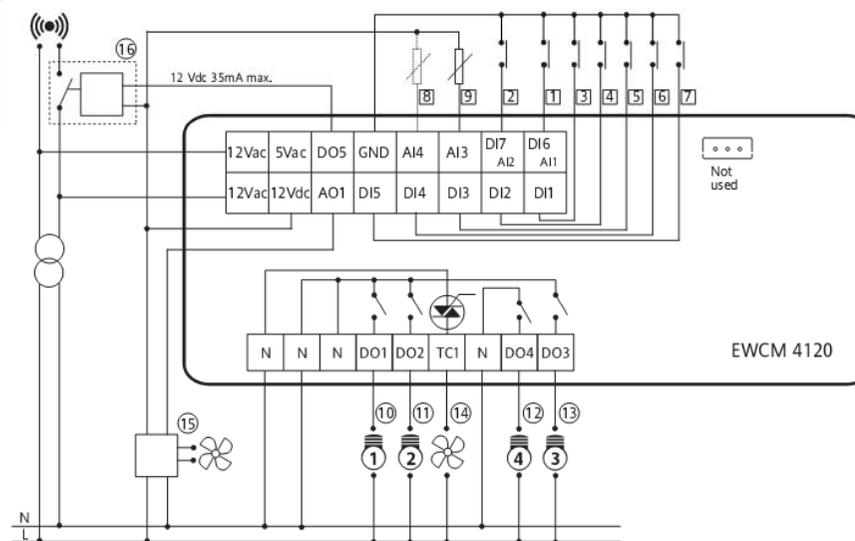 16
12 Vdc 35mA max.
8 9 2 1 3 4 5 6 7
12Vac 5Vac DO5 GND AI4 AI3 DI7 AI2 DI6 AI1
12Vac 12Vdc AO1 DI5 DI4 DI3 DI2 DI1
Not
used
N N N DO1 DO2 TC1 N DO4 DO3
EWCM 4120
10 11 14 12 13
15
1 2 4 3
N
L